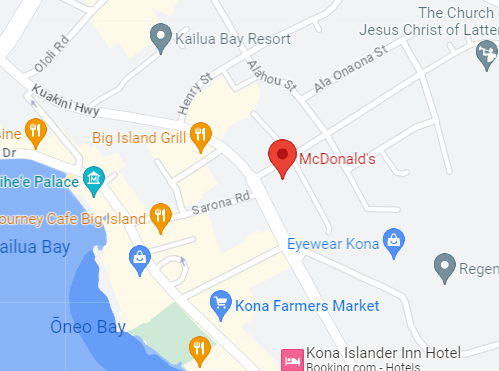 The Church
Jesus Christ of Latter
Kailua Bay Resort
Ololi Rd
Alahou St
Ala Onaona St
Henry St
Kuakini Hwy
sine
Big Island Grill
McDonald's
Dr
ihe'e Palace
Sarona Rd
ourney Cafe Big Island
Eyewear Kona
ailua Bay
Regen
Kona Farmers Market
Ōneo Bay
Kona Islander Inn Hotel
Booking.com - Hotels